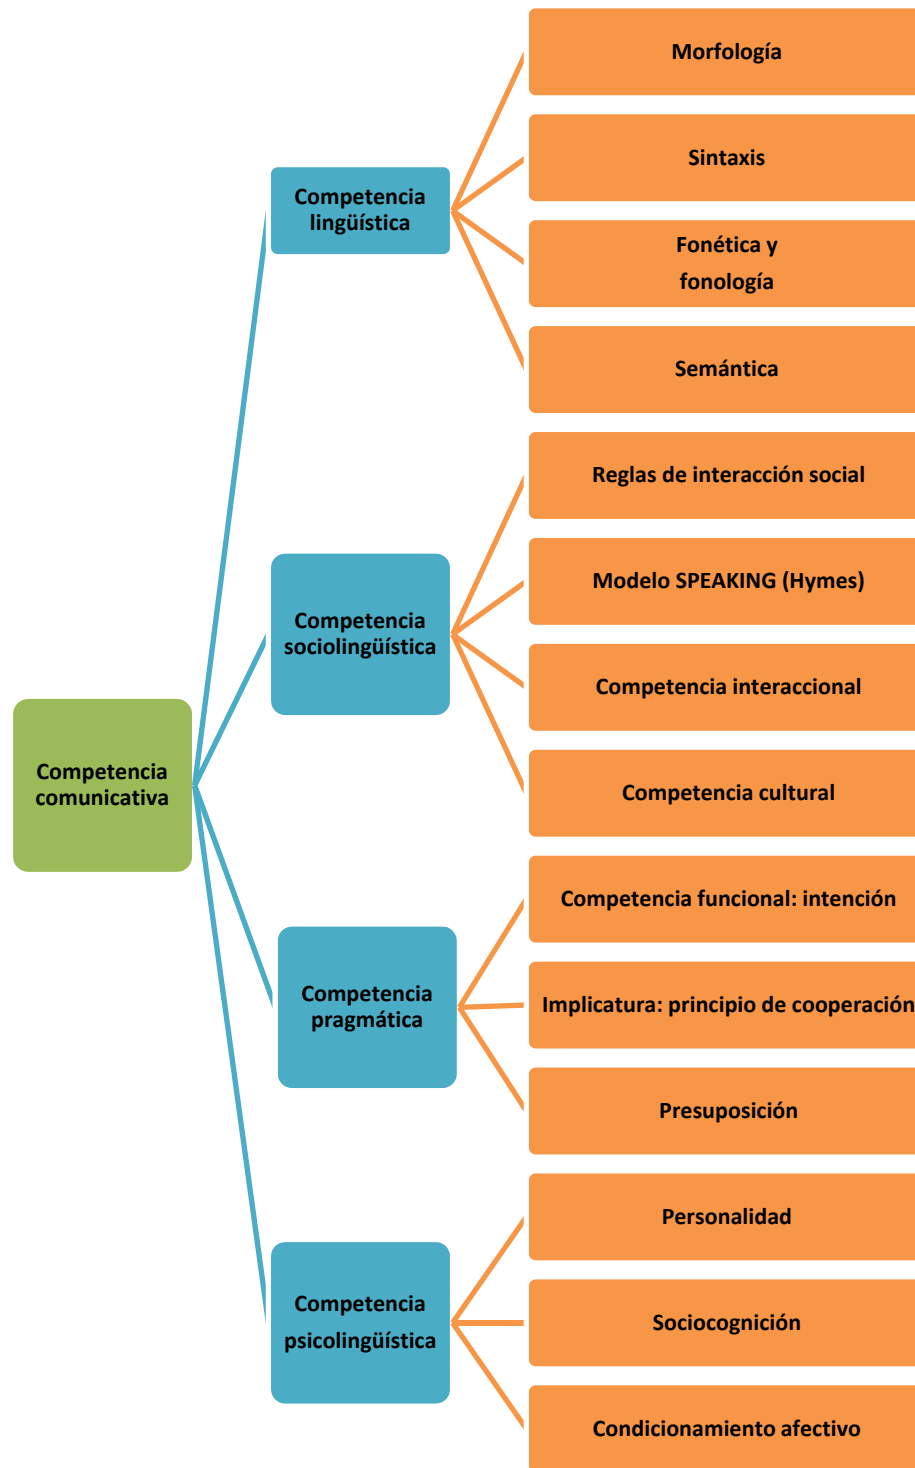 Competencia
comunicativa
Competencia
lingüística
Morfología
Sintaxis
Fonética y
fonología
Semántica
Competencia
sociolingüística
Reglas de interacción social
Modelo SPEAKING (Hymes)
Competencia interaccional
Competencia cultural
Competencia
pragmática
Competencia funcional: intención
Implicatura: principio de cooperación
Presuposición
Competencia
psicolingüística
Personalidad
Sociocognición
Condicionamiento afectivo